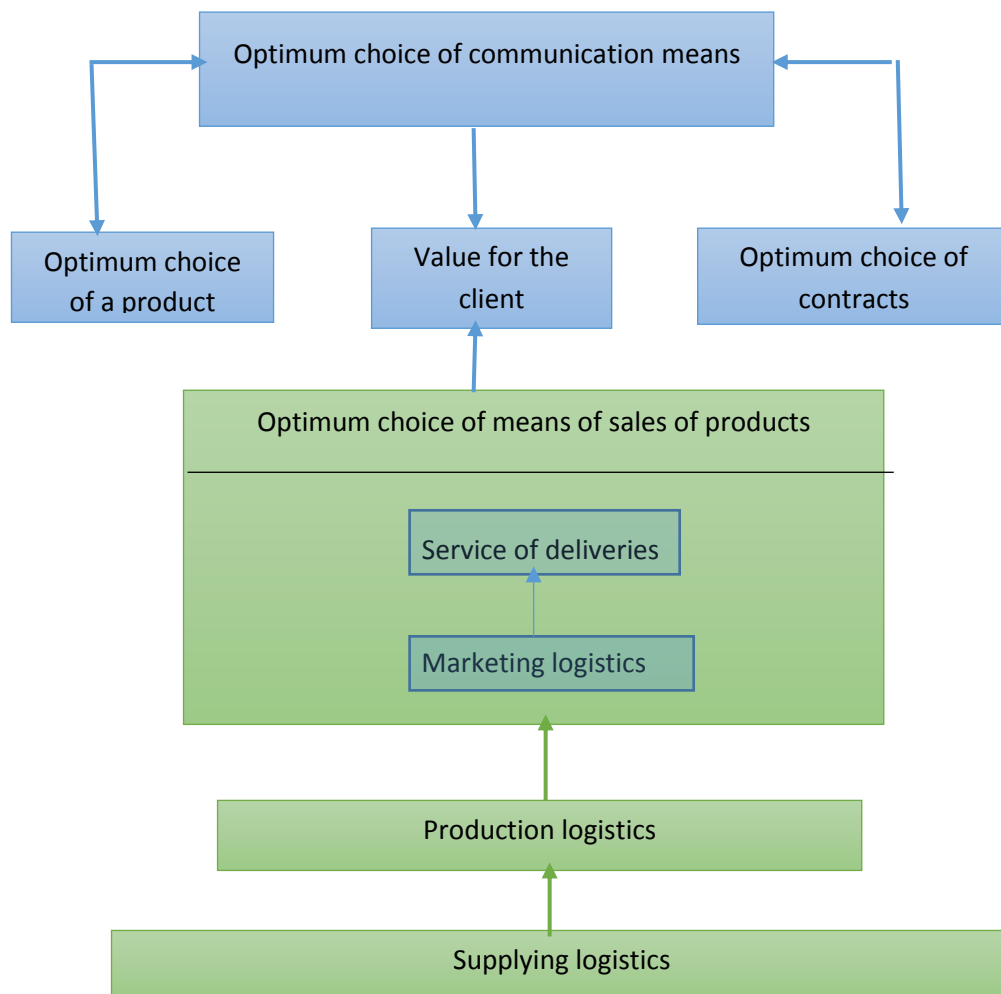 Optimum choice of communication means
Optimum choice
of a product
Value for the
client
Optimum choice of
contracts
Optimum choice of means of sales of products
Service of deliveries
Marketing logistics
Production logistics
Supplying logistics